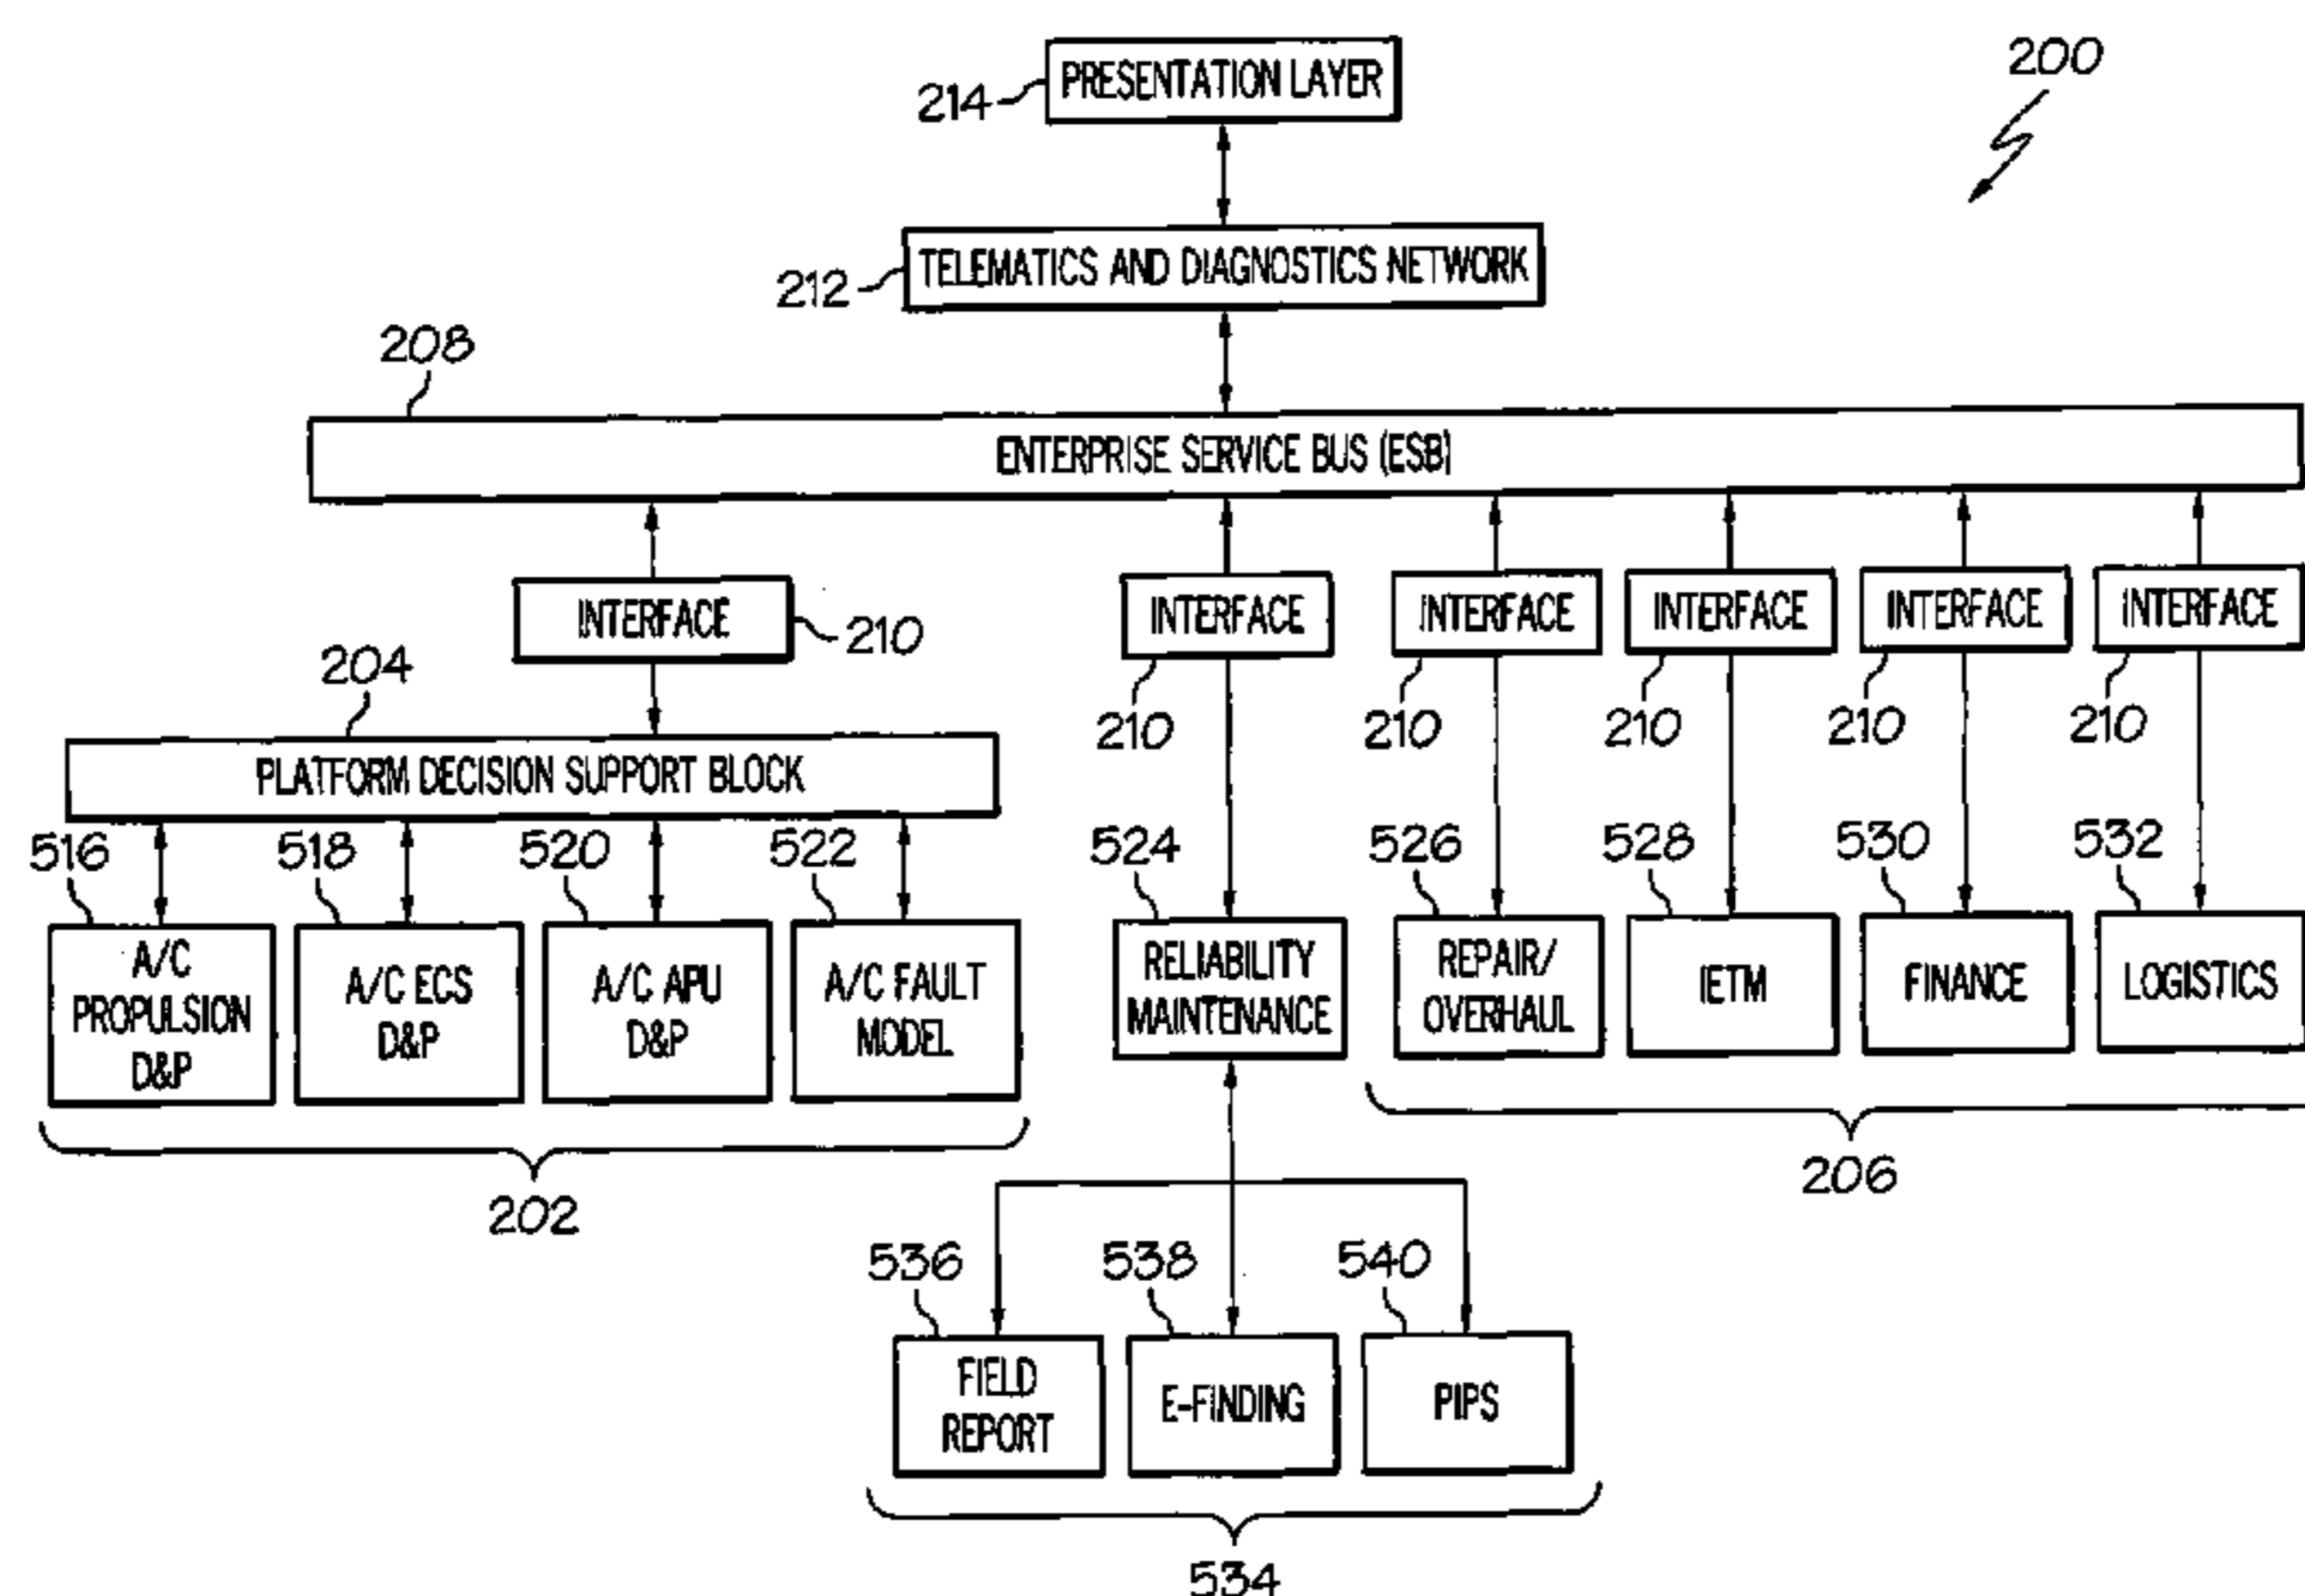 200
PRESENTATION LAYER
214
TELEMATICS AND DIAGNOSTICS NETWORK
212
208
ENTERPRISE SERVICE BUS (ESB)
INTERFACE
210
INTERFACE
INTERFACE
INTERFACE
INTERFACE
INTERFACE
210
210
210
210
210
204
PLATFORM DECISION SUPPORT BLOCK
516
518
520
522
524
526
528
530
532
A/C
PROPULSION
D&P
A/C ECS
D&P
A/C APU
D&P
A/C FAULT
MODEL
RELIABILITY
MAINTENANCE
REPAIR/
OVERHAUL
IETM
FINANCE
LOGISTICS
202
206
536
538
540
FIELD
REPORT
E-FINDING
PIPS
534